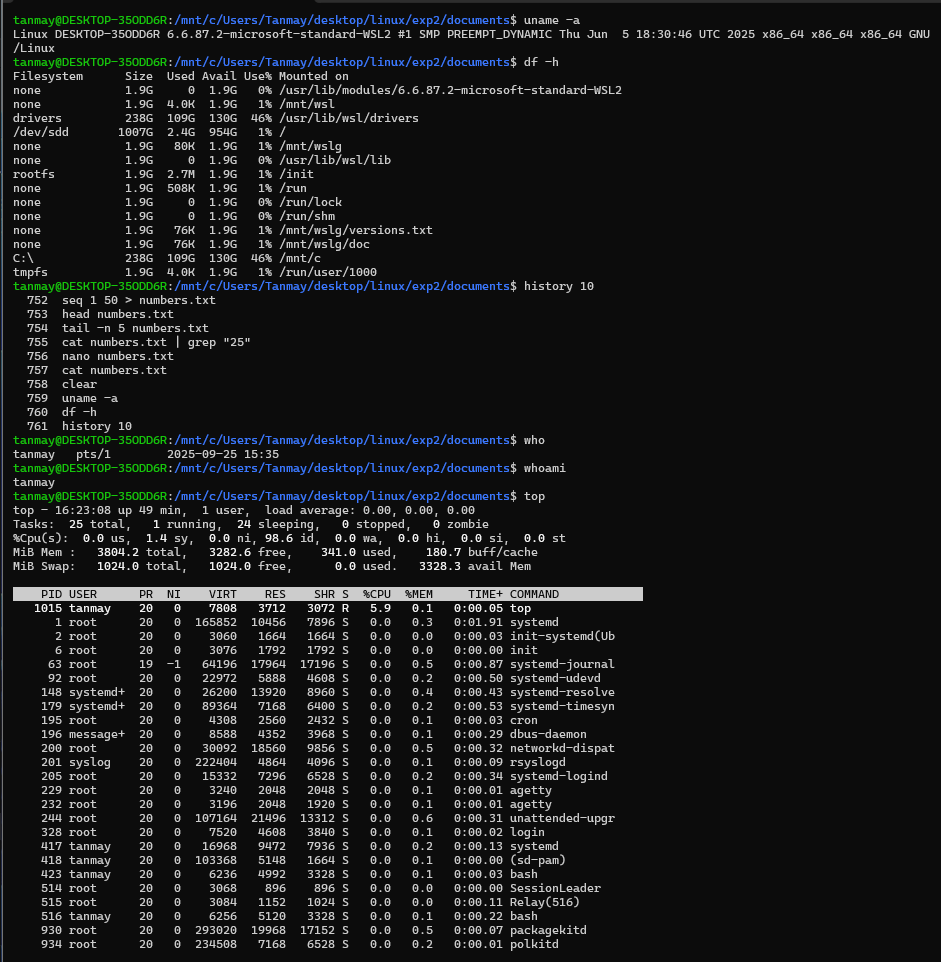 tanmay@DESKTOP-35ODD6R:/mnt/c/Users/Tanmay/desktop/linux/exp2/documents$ uname -a
Linux DESKTOP-35ODD6R 6.6.87.2-microsoft-standard-WSL2 #1 SMP PREEMPT_DYNAMIC Thu Jun  5 18:30:46 UTC 2025 x86_64 x86_64 x86_64 GNU
/Linux
tanmay@DESKTOP-35ODD6R:/mnt/c/Users/Tanmay/desktop/linux/exp2/documents$ df -h
Filesystem      Size  Used Avail Use% Mounted on
none            1.9G     0  1.9G   0% /usr/lib/modules/6.6.87.2-microsoft-standard-WSL2
none            1.9G  4.0K  1.9G   1% /mnt/wsl
drivers         238G  109G  130G  46% /usr/lib/wsl/drivers
/dev/sdd       1007G  2.4G  954G   1% /
none            1.9G   80K  1.9G   1% /mnt/wslg
none            1.9G     0  1.9G   0% /usr/lib/wsl/lib
rootfs          1.9G  2.7M  1.9G   1% /init
none            1.9G  508K  1.9G   1% /run
none            1.9G     0  1.9G   0% /run/lock
none            1.9G     0  1.9G   0% /run/shm
none            1.9G   76K  1.9G   1% /mnt/wslg/versions.txt
none            1.9G   76K  1.9G   1% /mnt/wslg/doc
C:\             238G  109G  130G  46% /mnt/c
tmpfs           1.9G  4.0K  1.9G   1% /run/user/1000
tanmay@DESKTOP-35ODD6R:/mnt/c/Users/Tanmay/desktop/linux/exp2/documents$ history 10
  752  seq 1 50 > numbers.txt
  753  head numbers.txt
  754  tail -n 5 numbers.txt
  755  cat numbers.txt | grep "25"
  756  nano numbers.txt
  757  cat numbers.txt
  758  clear
  759  uname -a
  760  df -h
  761  history 10
tanmay@DESKTOP-35ODD6R:/mnt/c/Users/Tanmay/desktop/linux/exp2/documents$ who
tanmay   pts/1        2025-09-25 15:35
tanmay@DESKTOP-35ODD6R:/mnt/c/Users/Tanmay/desktop/linux/exp2/documents$ whoami
tanmay
tanmay@DESKTOP-35ODD6R:/mnt/c/Users/Tanmay/desktop/linux/exp2/documents$ top
top - 16:23:08 up 49 min,  1 user,  load average: 0.00, 0.00, 0.00
Tasks:  25 total,   1 running,  24 sleeping,   0 stopped,   0 zombie
%Cpu(s):  0.0 us,  1.4 sy,  0.0 ni, 98.6 id,  0.0 wa,  0.0 hi,  0.0 si,  0.0 st
MiB Mem :   3804.2 total,   3282.6 free,    341.0 used,    180.7 buff/cache
MiB Swap:   1024.0 total,   1024.0 free,      0.0 used.   3328.3 avail Mem
    PID USER      PR  NI    VIRT    RES    SHR S  %CPU  %MEM     TIME+ COMMAND
   1015 tanmay    20   0    7808   3712   3072 R   5.9   0.1   0:00.05 top
      1 root      20   0  165852  10456   7896 S   0.0   0.3   0:01.91 systemd
      2 root      20   0    3060   1664   1664 S   0.0   0.0   0:00.03 init-systemd(Ub
      6 root      20   0    3076   1792   1792 S   0.0   0.0   0:00.00 init
     63 root      19  -1   64196  17964  17196 S   0.0   0.5   0:00.87 systemd-journal
     92 root      20   0   22972   5888   4608 S   0.0   0.2   0:00.50 systemd-udevd
    148 systemd+  20   0   26200  13920   8960 S   0.0   0.4   0:00.43 systemd-resolve
    179 systemd+  20   0   89364   7168   6400 S   0.0   0.2   0:00.53 systemd-timesyn
    195 root      20   0    4308   2560   2432 S   0.0   0.1   0:00.03 cron
    196 message+  20   0    8588   4352   3968 S   0.0   0.1   0:00.29 dbus-daemon
    200 root      20   0   30092  18560   9856 S   0.0   0.5   0:00.32 networkd-dispat
    201 syslog    20   0  222404   4864   4096 S   0.0   0.1   0:00.09 rsyslogd
    205 root      20   0   15332   7296   6528 S   0.0   0.2   0:00.34 systemd-logind
    229 root      20   0    3240   2048   2048 S   0.0   0.1   0:00.01 agetty
    232 root      20   0    3196   2048   1920 S   0.0   0.1   0:00.01 agetty
    244 root      20   0  107164  21496  13312 S   0.0   0.6   0:00.31 unattended-upgr
    328 root      20   0    7520   4608   3840 S   0.0   0.1   0:00.02 login
    417 tanmay    20   0   16968   9472   7936 S   0.0   0.2   0:00.13 systemd
    418 tanmay    20   0  103368   5148   1664 S   0.0   0.1   0:00.00 (sd-pam)
    423 tanmay    20   0    6236   4992   3328 S   0.0   0.1   0:00.03 bash
    514 root      20   0    3068    896    896 S   0.0   0.0   0:00.00 SessionLeader
    515 root      20   0    3084   1152   1024 S   0.0   0.0   0:00.11 Relay(516)
    516 tanmay    20   0    6256   5120   3328 S   0.0   0.1   0:00.22 bash
    930 root      20   0  293020  19968  17152 S   0.0   0.5   0:00.07 packagekitd
    934 root      20   0  234508   7168   6528 S   0.0   0.2   0:00.01 polkitd